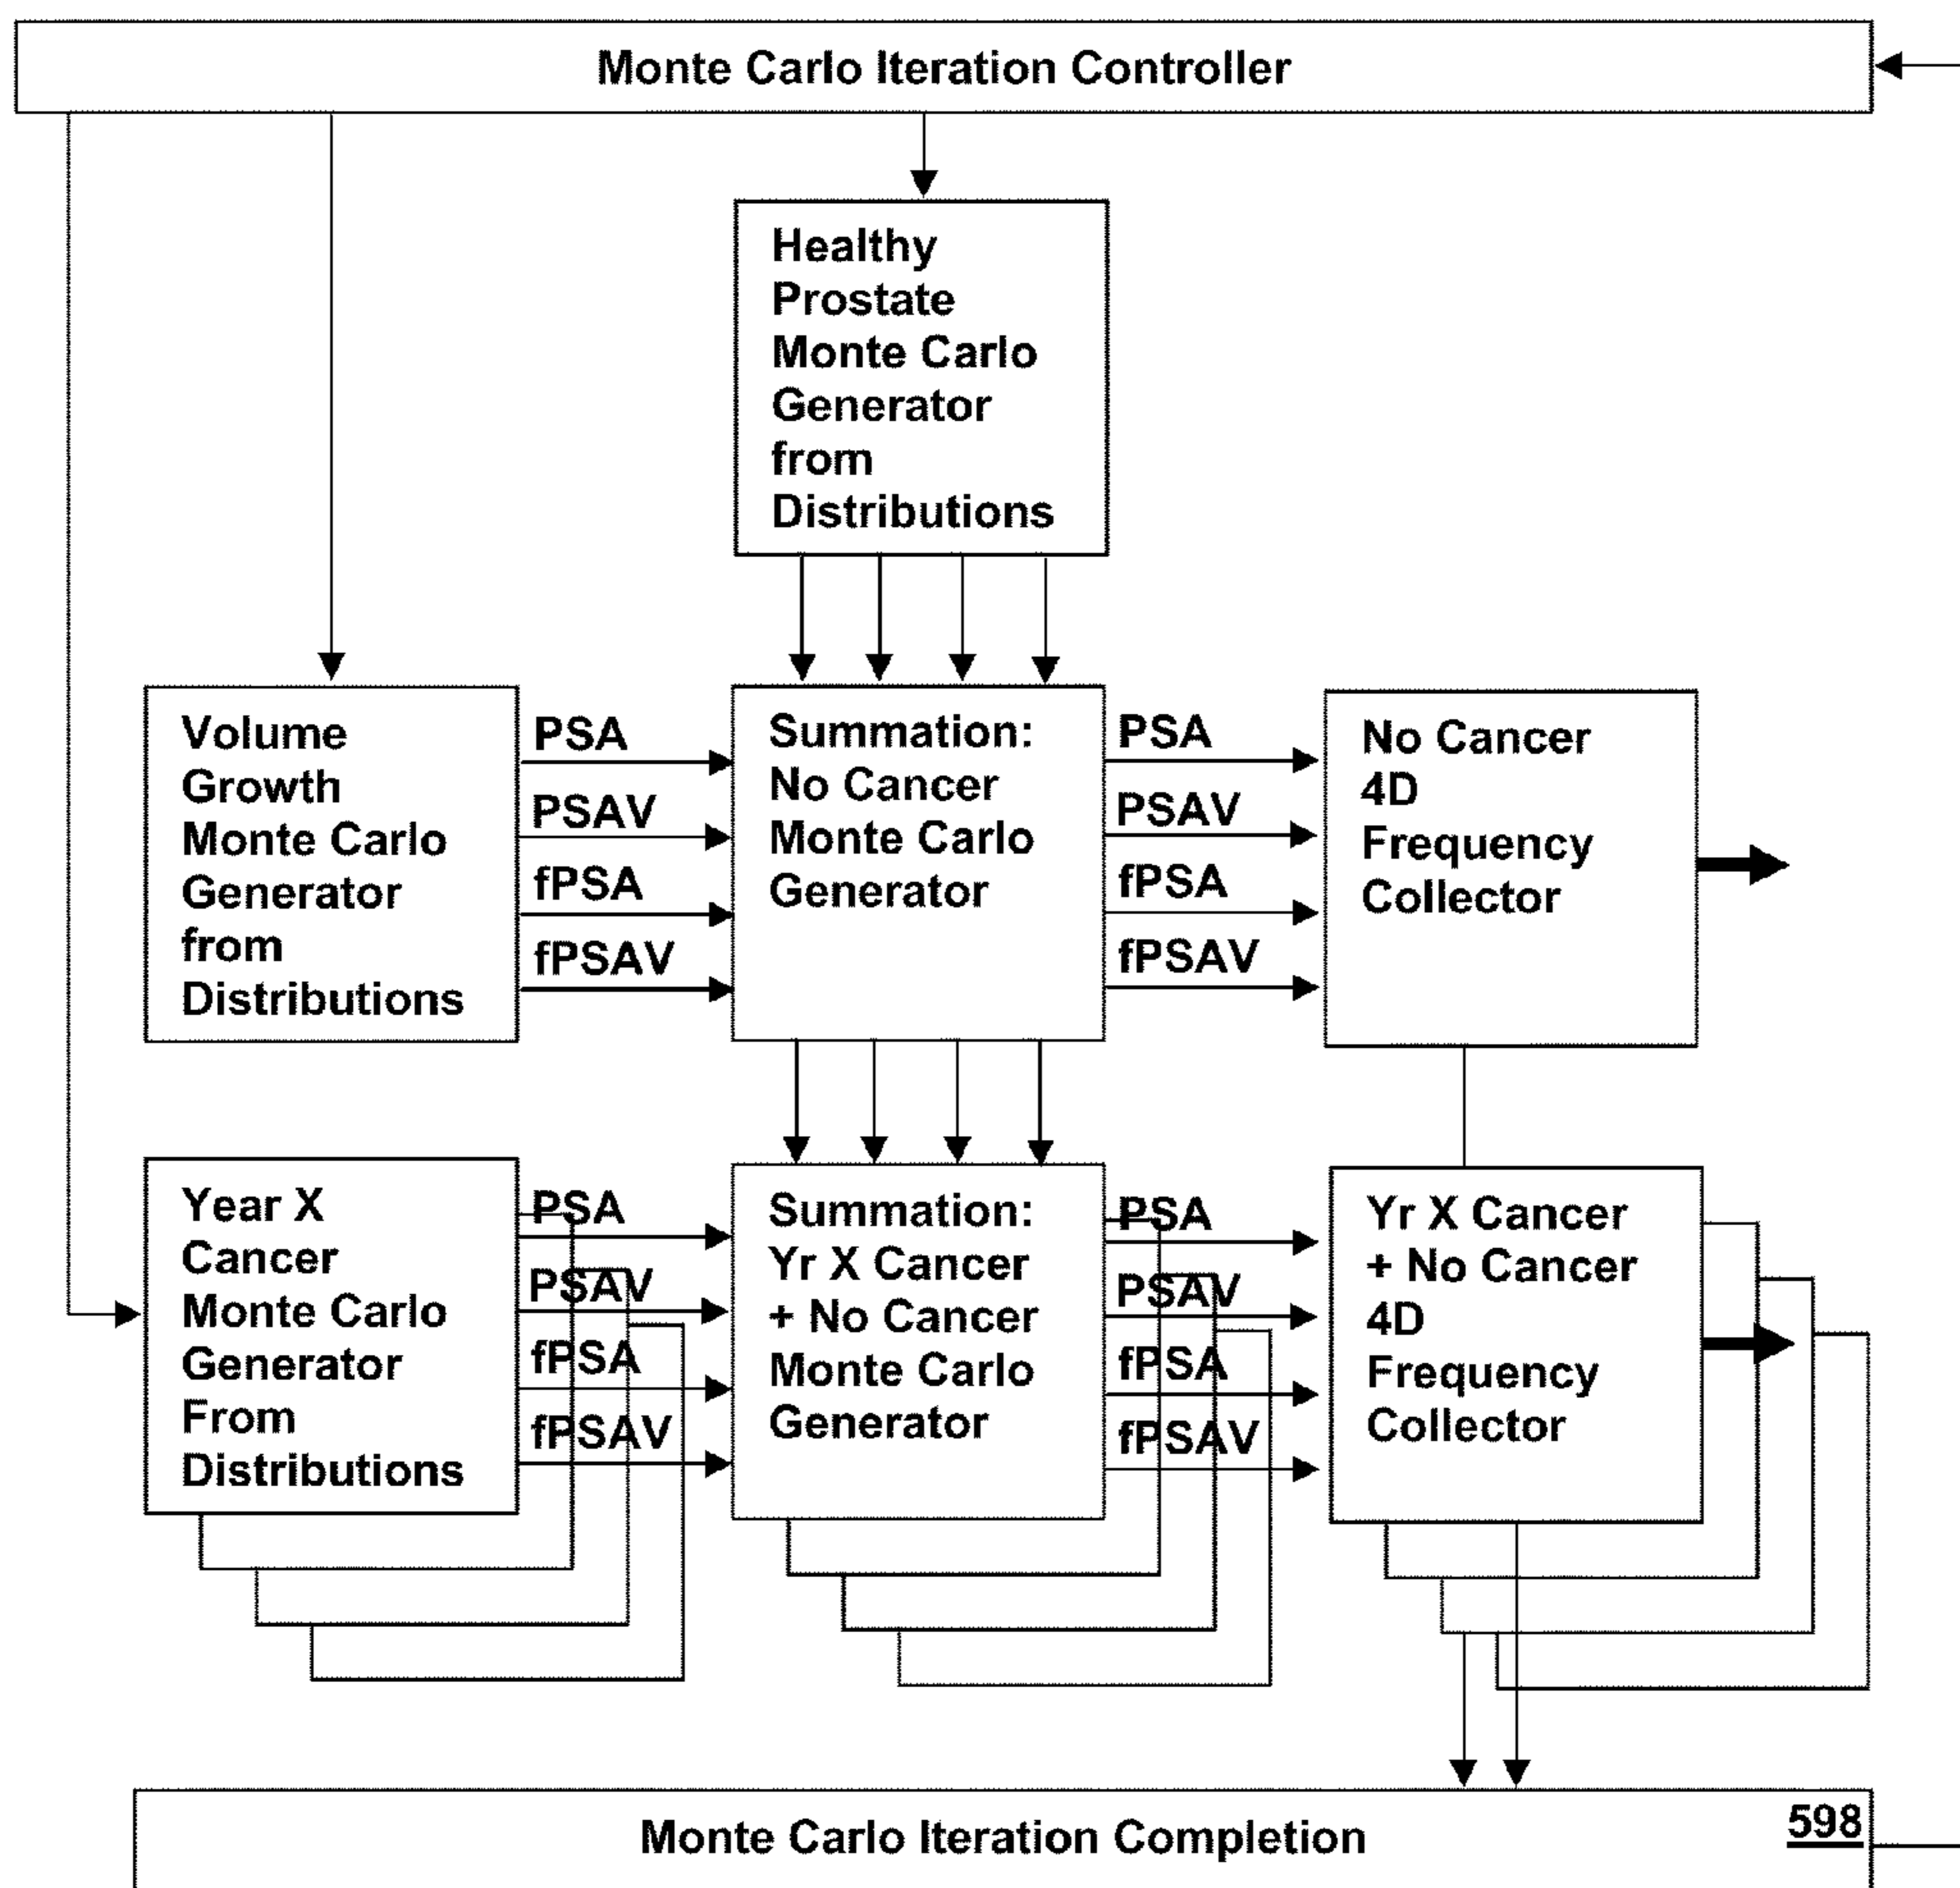 Monte Carlo Iteration Controller
Healthy
Prostate
Monte Carlo
Generator
from
Distributions
Volume
Growth
Monte Carlo
Generator
from
Distributions
PSA
PSAV
fPSA
fPSAV
Summation:
No Cancer
Monte Carlo
Generator
PSA
PSAV
fPSA
fPSAV
No Cancer
4D
Frequency
Collector
Year X
Cancer
Monte Carlo
Generator
From
Distributions
PSA
PSAV
fPSA
fPSAV
Summation:
Yr X Cancer
+ No Cancer
Monte Carlo
Generator
PSA
PSAV
fPSA
fPSAV
Yr X Cancer
+ No Cancer
4D
Frequency
Collector
Monte Carlo Iteration Completion
598